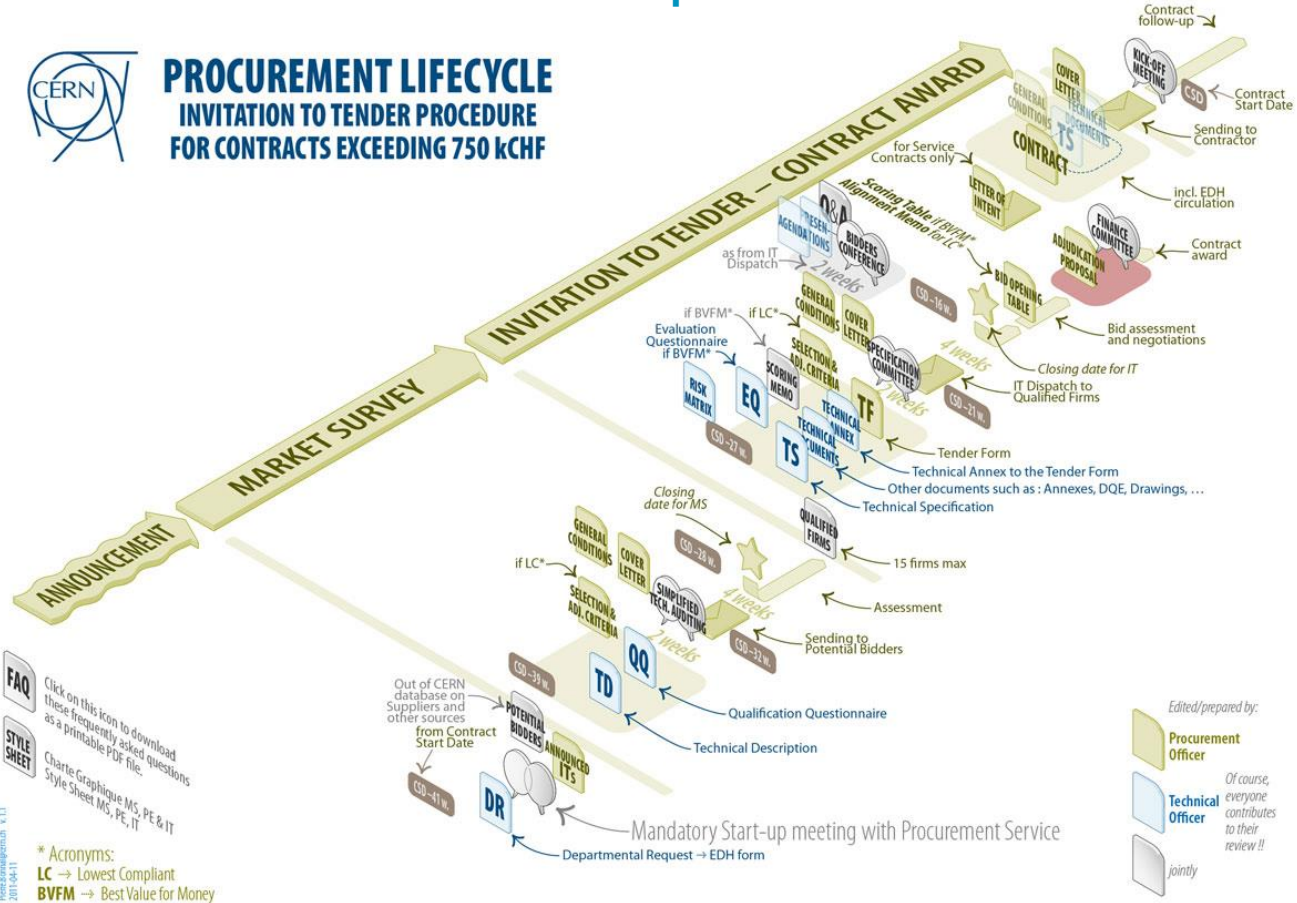 CERN
PROCUREMENT LIFECYCLE
INVITATION TO TENDER PROCEDURE
FOR CONTRACTS EXCEEDING 750 kCHF
ANNOUNCEMENT
MARKET SURVEY
INVITATION TO TENDER – CONTRACT AWARD
Contract
follow-up
KICK-OFF
MEETING
CSD
Contract
Start Date
COVER
LETTER
GENERAL
CONDITIONS
TECHNICAL
DOCUMENTS
TS
CONTRACT
Sending to
Contractor
for Service
Contracts only
LETTER OF
INTENT
incl. EDH
circulation
Scoring Table if BVFM*
Alignment Memo for LC*
FINANCE
COMMITTEE
ADJUDICATION
PROPOSAL
Contract
award
Q&A
PRESEN-
TATIONS
AGENDA
BIDDERS
CONFERENCE
as from IT
Dispatch
2 weeks
CSD –16 w.
BID OPENING
TABLE
Bid assessment
and negotiations
4 weeks
Closing date for IT
IT Dispatch to
Qualified Firms
if BVFM*
if LC*
GENERAL
CONDITIONS
COVER
LETTER
Evaluation
Questionnaire
if BVFM*
SELECTION &
ADJ. CRITERIA
SPECIFICATION
COMMITTEE
SCORING
MEMO
RISK
MATRIX
EQ
TF
2 weeks
CSD –21 w.
TECHNICAL
ANNEX
TECHNICAL
DOCUMENTS
TS
CSD –27 w.
Tender Form
Technical Annex to the Tender Form
Other documents such as : Annexes, DQE, Drawings, …
Technical Specification
QUALIFIED
FIRMS
15 firms max
Closing
date for MS
CSD –28 w.
GENERAL
CONDITIONS
COVER
LETTER
if LC*
SELECTION &
ADJ. CRITERIA
SIMPLIFIED
TECH. AUDITING
4 weeks
Assessment
Sending to
Potential Bidders
CSD –32 w.
2 weeks
QQ
TD
CSD –39 w.
Qualification Questionnaire
Technical Description
Out of CERN
database on
Suppliers and
other sources
POTENTIAL
BIDDERS
from Contract
Start Date
ANNOUNCED
ITs
CSD –41 w.
DR
Mandatory Start-up meeting with Procurement Service
Departmental Request → EDH form
FAQ
Click on this icon to download
these frequently asked questions
as a printable PDF file.
STYLE
SHEET
Charte Graphique MS, PE & IT
Style Sheet MS, PE, IT
* Acronyms:
LC → Lowest Compliant
BVFM → Best Value for Money
2011-04-11
v. 1.1
Edited/prepared by:
Procurement
Officer
Technical
Officer
Of course,
everyone
contributes
to their
review !!
jointly